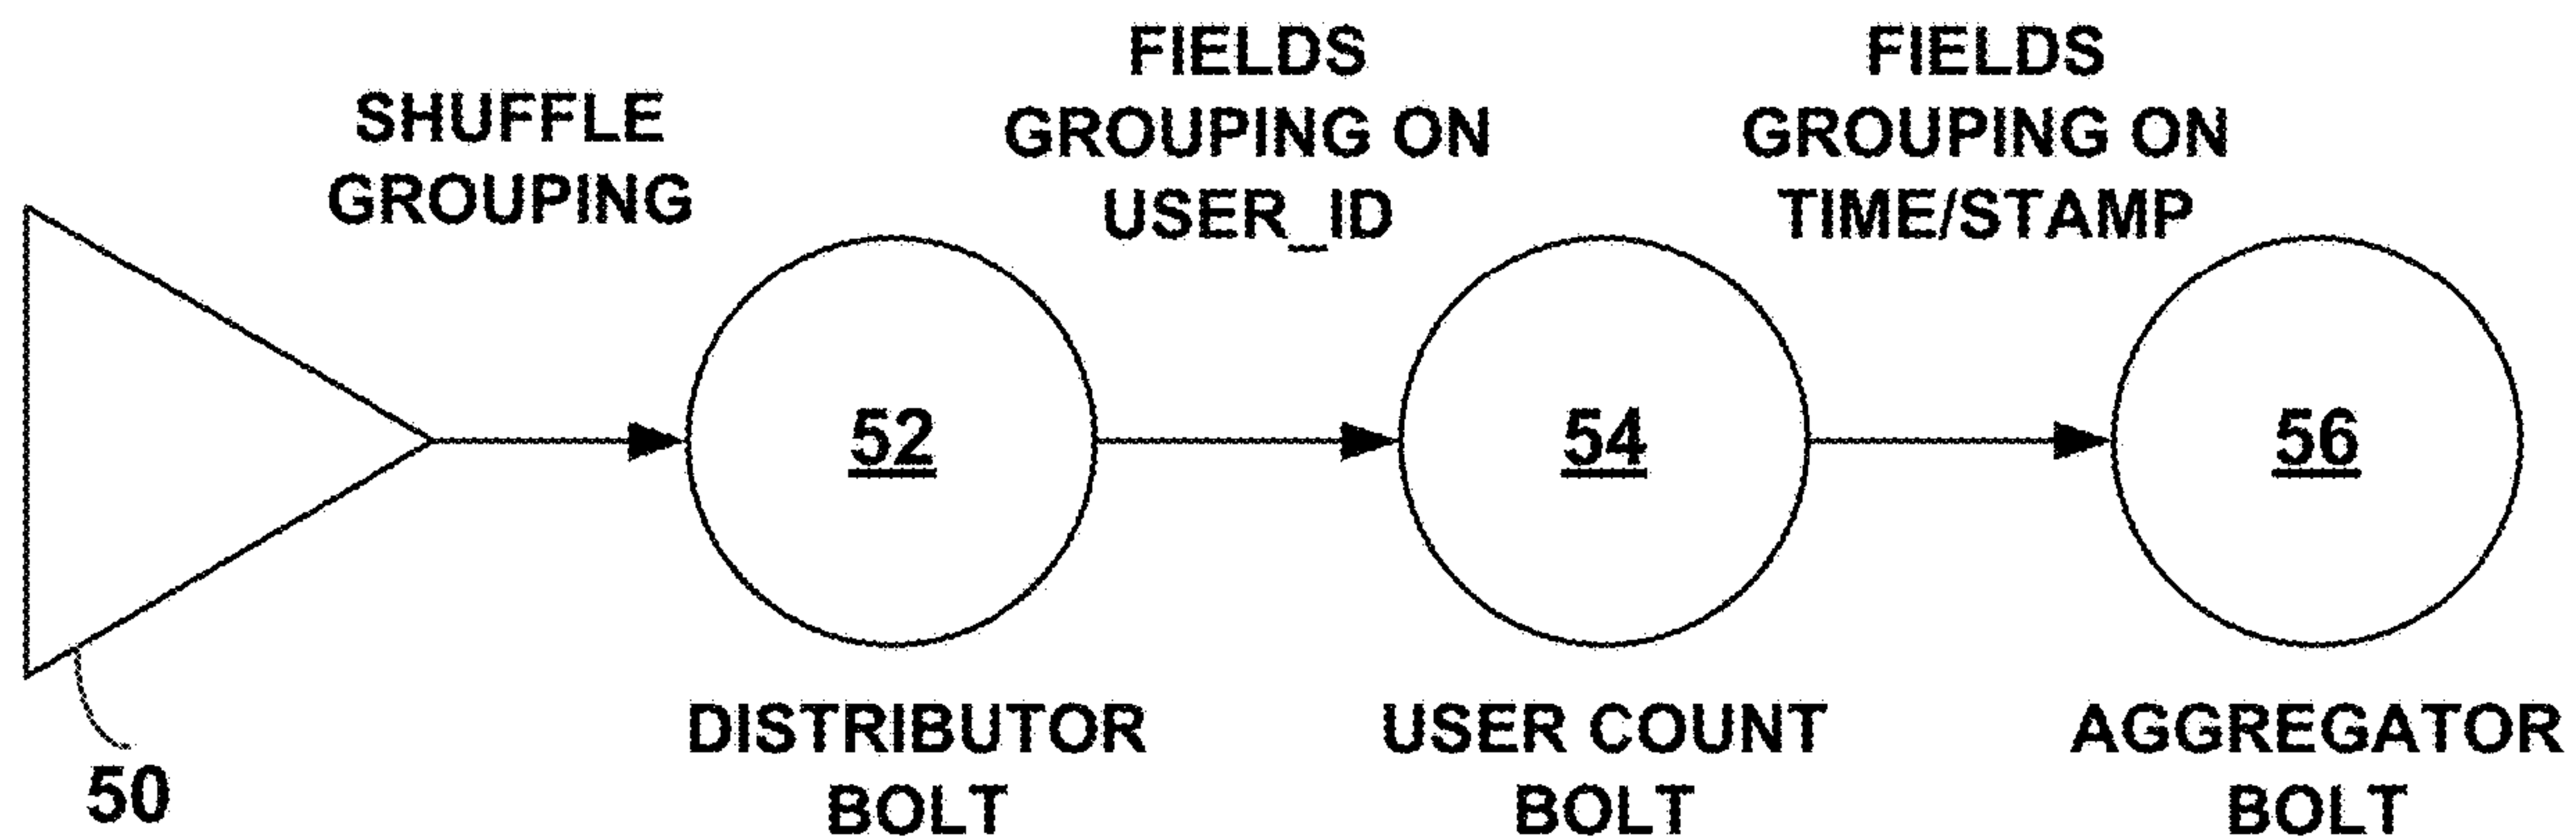 SHUFFLE
GROUPING
FIELDS
GROUPING ON
USER_ID
FIELDS
GROUPING ON
TIME/STAMP
50
52
54
56
DISTRIBUTOR
BOLT
USER COUNT
BOLT
AGGREGATOR
BOLT